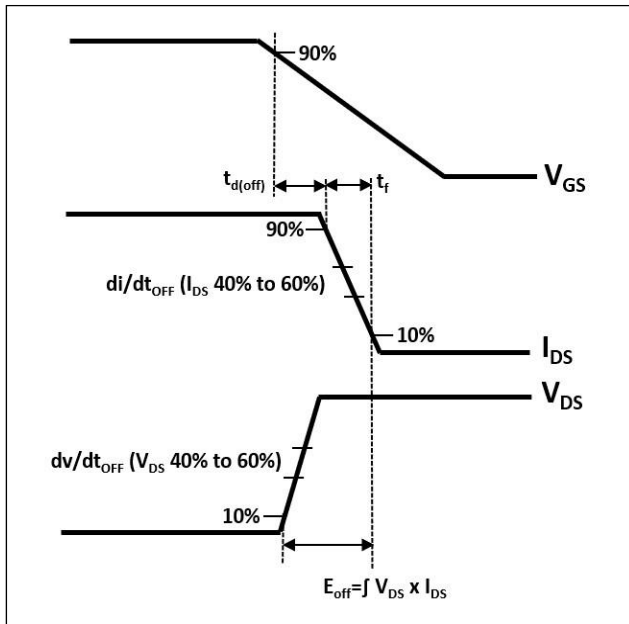 90%
V_GS
t_d(off)
t_f
90%
di/dt_OFF (I_DS 40% to 60%)
10%
I_DS
V_DS
dv/dt_OFF (V_DS 40% to 60%)
10%
E_off=∫ V_DS x I_DS